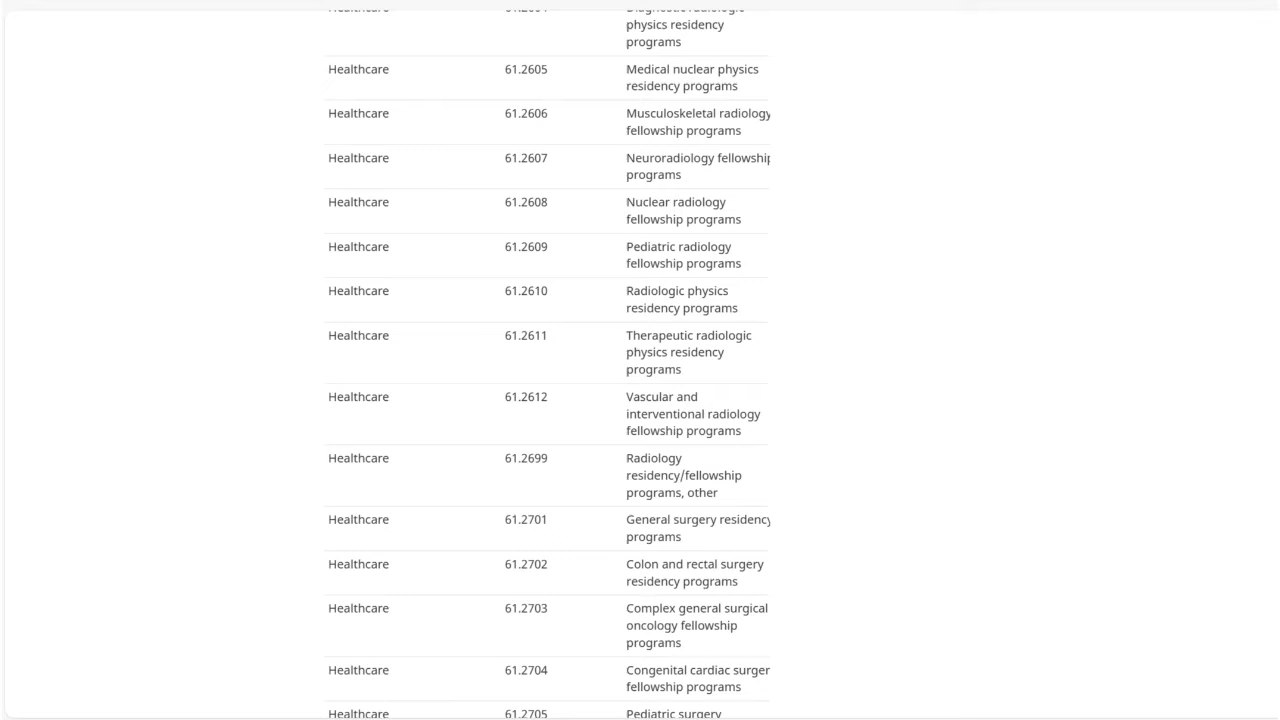 physics residency
programs
Healthcare 61.2605 Medical nuclear physics
residency programs
Healthcare 61.2606 Musculoskeletal radiology
fellowship programs
Healthcare 61.2607 Neuroradiology fellowship
programs
Healthcare 61.2608 Nuclear radiology
fellowship programs
Healthcare 61.2609 Pediatric radiology
fellowship programs
Healthcare 61.2610 Radiologic physics
residency programs
Healthcare 61.2611 Therapeutic radiologic
physics residency
programs
Healthcare 61.2612 Vascular and
interventional radiology
fellowship programs
Healthcare 61.2699 Radiology
residency/fellowship
programs, other
Healthcare 61.2701 General surgery residency
programs
Healthcare 61.2702 Colon and rectal surgery
residency programs
Healthcare 61.2703 Complex general surgical
oncology fellowship
programs
Healthcare 61.2704 Congenital cardiac surger
fellowship programs
Healthcare 61.2705 Pediatric surgery